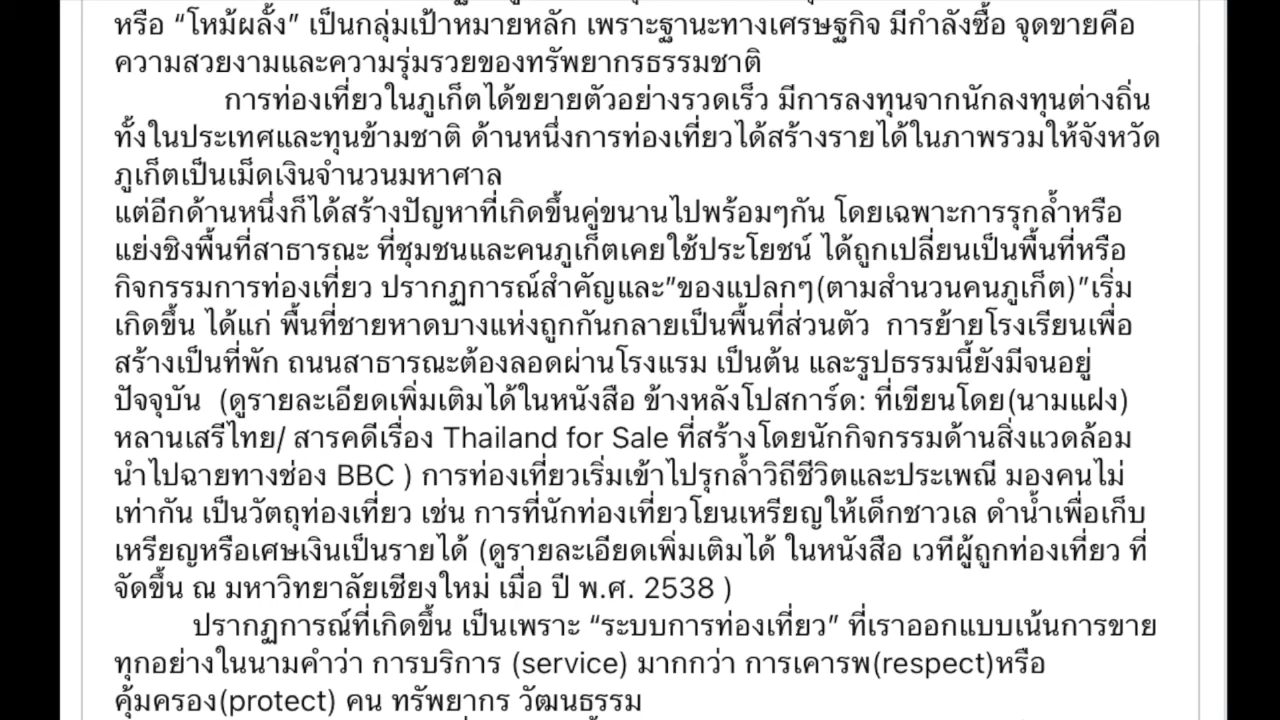 หรือ “โหม้ผลั้ง” เป็นกลุ่มเป้าหมายหลัก เพราะฐานะทางเศรษฐกิจ มีกำลังซื้อ จุดขายคือ
ความสวยงามและความรุ่มรวยของทรัพยากรธรรมชาติ
การท่องเที่ยวในภูเก็ตได้ขยายตัวอย่างรวดเร็ว มีการลงทุนจากนักลงทุนต่างถิ่น
ทั้งในประเทศและทุนข้ามชาติ ด้านหนึ่งการท่องเที่ยวได้สร้างรายได้ในภาพรวมให้จังหวัด
ภูเก็ตเป็นเม็ดเงินจำนวนมหาศาล
แต่อีกด้านหนึ่งก็ได้สร้างปัญหาที่เกิดขึ้นคู่ขนานไปพร้อมๆกัน โดยเฉพาะการรุกล้ำหรือ
แย่งชิงพื้นที่สาธารณะ ที่ชุมชนและคนภูเก็ตเคยใช้ประโยชน์ ได้ถูกเปลี่ยนเป็นพื้นที่หรือ
กิจกรรมการท่องเที่ยว ปรากฏการณ์สำคัญและ”ของแปลกๆ(ตามสำนวนคนภูเก็ต)”เริ่ม
เกิดขึ้น ได้แก่ พื้นที่ชายหาดบางแห่งถูกกันกลายเป็นพื้นที่ส่วนตัว  การย้ายโรงเรียนเพื่อ
สร้างเป็นที่พัก ถนนสาธารณะต้องลอดผ่านโรงแรม เป็นต้น และรูปธรรมนี้ยังมีจนอยู่
ปัจจุบัน  (ดูรายละเอียดเพิ่มเติมได้ในหนังสือ ข้างหลังโปสการ์ด: ที่เขียนโดย(นามแฝง)
หลานเสรีไทย/ สารคดีเรื่อง Thailand for Sale ที่สร้างโดยนักกิจกรรมด้านสิ่งแวดล้อม
นำไปฉายทางช่อง BBC ) การท่องเที่ยวเริ่มเข้าไปรุกล้ำวิถีชีวิตและประเพณี มองคนไม่
เท่ากัน เป็นวัตถุท่องเที่ยว เช่น การที่นักท่องเที่ยวโยนเหรียญให้เด็กชาวเล ดำน้ำเพื่อเก็บ
เหรียญหรือเศษเงินเป็นรายได้ (ดูรายละเอียดเพิ่มเติมได้ ในหนังสือ เวทีผู้ถูกท่องเที่ยว ที่
จัดขึ้น ณ มหาวิทยาลัยเชียงใหม่ เมื่อ ปี พ.ศ. 2538 )
ปรากฏการณ์ที่เกิดขึ้น เป็นเพราะ “ระบบการท่องเที่ยว” ที่เราออกแบบเน้นการขาย
ทุกอย่างในนามคำว่า การบริการ (service) มากกว่า การเคารพ(respect)หรือ
คุ้มครอง(protect) คน ทรัพยากร วัฒนธรรม